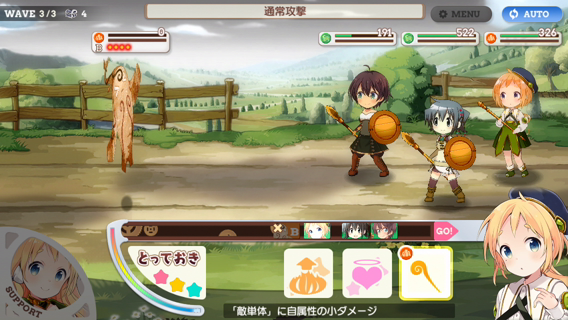 WAVE 3/3
4
通常攻撃
MENU
AUTO
0
B
191
522
326
B
GO!
とっておき
SUPPORT
「敵単体」に自属性の小ダメージ